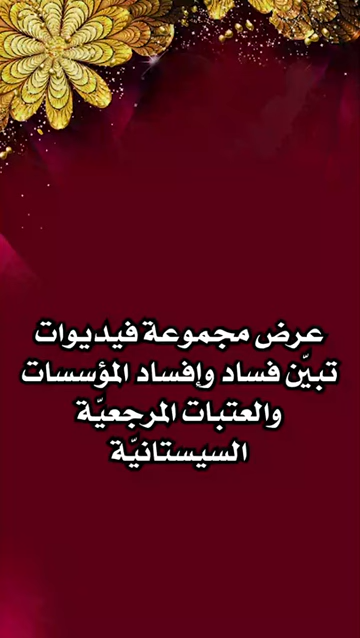 عرض مجموعة فيديوات
تبيّن فساد وإفساد المؤسسات
والعتبات المرجعيّة
السيستانيّة